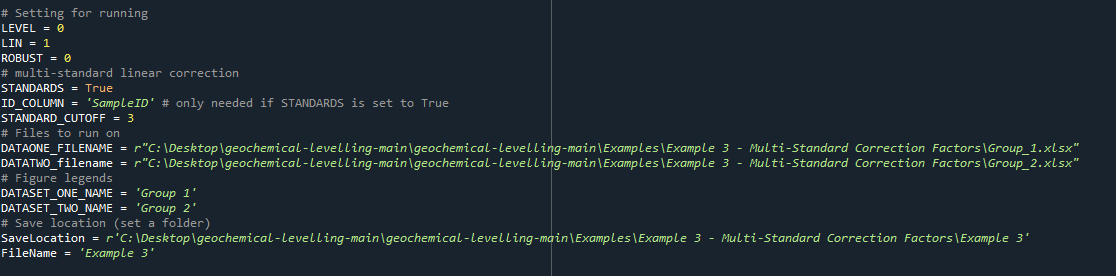 # Setting for running
LEVEL = 0
LIN = 1
ROBUST = 0
# multi-standard linear correction
STANDARDS = True
ID_COLUMN = 'SampleID' # only needed if STANDARDS is set to True
STANDARD_CUTOFF = 3
# Files to run on
DATAONE_FILENAME = r"C:\Desktop\geochemical-levelling-main\geochemical-levelling-main\Examples\Example 3 - Multi-Standard Correction Factors\Group_1.xlsx"
DATATWO_filename = r"C:\Desktop\geochemical-levelling-main\geochemical-levelling-main\Examples\Example 3 - Multi-Standard Correction Factors\Group_2.xlsx"
# Figure legends
DATASET_ONE_NAME = 'Group 1'
DATASET_TWO_NAME = 'Group 2'
# Save location (set a folder)
SaveLocation = r'C:\Desktop\geochemical-levelling-main\geochemical-levelling-main\Examples\Example 3 - Multi-Standard Correction Factors\Example 3'
FileName = 'Example 3'